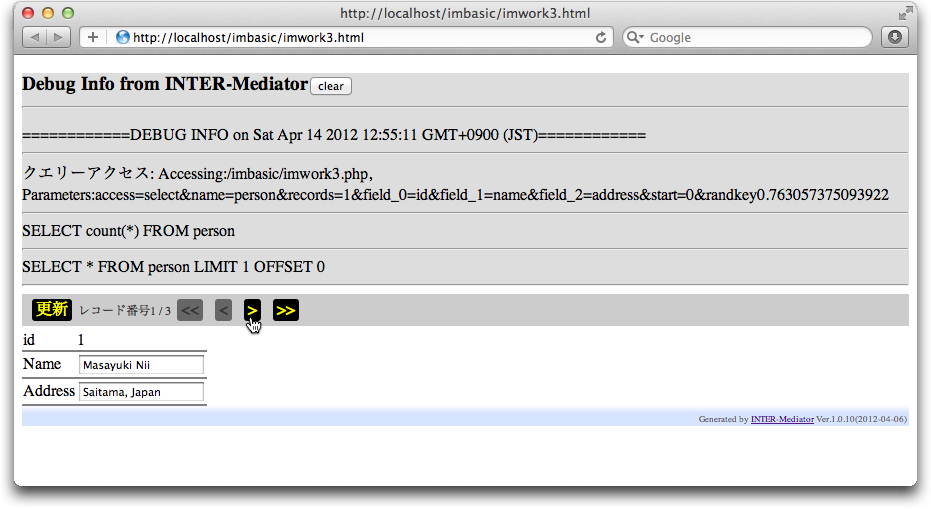 http://localhost/imbasic/imwork3.html
http://localhost/imbasic/imwork3.html
Google
Debug Info from INTER-Mediator clear
============DEBUG INFO on Sat Apr 14 2012 12:55:11 GMT+0900 (JST)============
クエリーアクセス: Accessing:/imbasic/imwork3.php,
Parameters:access=select&name=person&records=1&field_0=id&field_1=name&field_2=address&start=0&randkey0.763057375093922
SELECT count(*) FROM person
SELECT * FROM person LIMIT 1 OFFSET 0
更新 レコード番号1 / 3 << < > >>
id 1
Name Masayuki Nii
Address Saitama, Japan
Generated by INTER-Mediator Ver.1.0.10(2012-04-06)